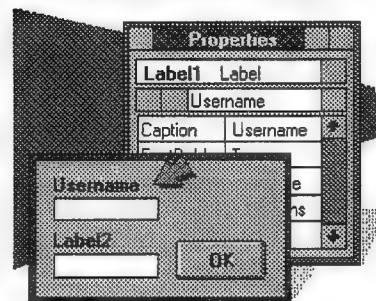 Properties
Label1 Label
Username
Caption Username
Username
Label2
OK